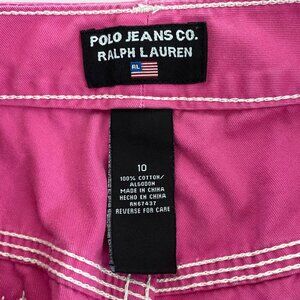 POLO JEANS CO.
RALPH LAUREN
RL
10
100% COTTON/
ALGODON
MADE IN CHINA
HECHO EN CHINA
RN67437
REVERSE FOR CARE